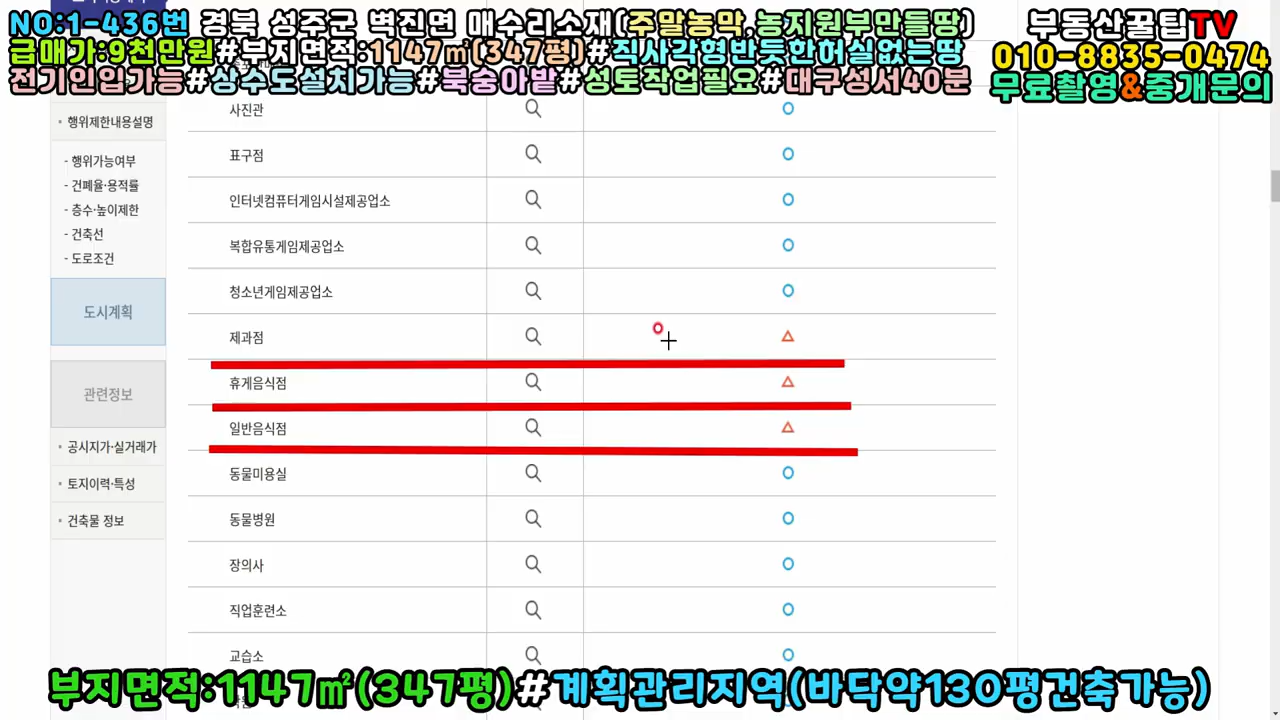 NO:1-436번 경북 성주군 벽진면 매수리소재(주말농막,농지원부만들땅)
급매가:9천만원#부지면적:1147㎡(347평)#직사각형반듯한허실없는땅
전기인입가능#상수도설치가능#복숭아밭#성토작업필요#대구성서40분
부동산꿀팁TV
010-8835-0474
무료촬영&중개문의
행위제한내용설명
- 행위가능여부
- 건폐율·용적률
- 층수·높이제한
- 건축선
- 도로조건
도시계획
관련정보
공시지가·실거래가
토지이력·특성
건축물 정보
사진관
표구점
인터넷컴퓨터게임시설제공업소
복합유통게임제공업소
청소년게임제공업소
제과점
휴게음식점
일반음식점
동물미용실
동물병원
장의사
직업훈련소
교습소
부지면적:1147㎡(347평)#계획관리지역(바닥약130평건축가능)